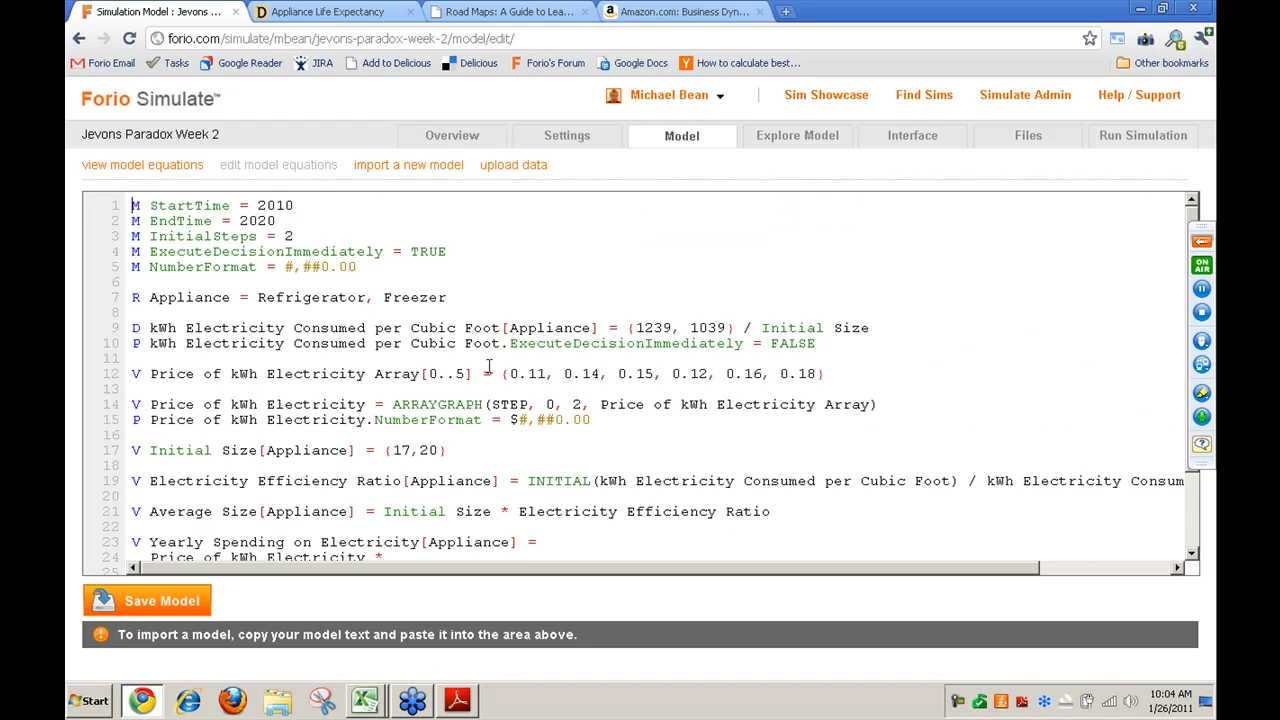 Simulation Model : Jevons ...
Appliance Life Expectancy
Road Maps: A Guide to Lea...
Amazon.com: Business Dyn...
forio.com/simulate/mbean/jevons-paradox-week-2/model/edit/
Forio Email
Tasks
Google Reader
JIRA
Add to Delicious
Delicious
Forio's Forum
Google Docs
How to calculate best...
Other bookmarks
Forio Simulate™
Michael Bean
Sim Showcase
Find Sims
Simulate Admin
Help / Support
Jevons Paradox Week 2
Overview
Settings
Model
Explore Model
Interface
Files
Run Simulation
view model equations
edit model equations
import a new model
upload data
1 M StartTime = 2010
2 M EndTime = 2020
3 M InitialSteps = 2
4 M ExecuteDecisionImmediately = TRUE
5 M NumberFormat = #,##0.00
6
7 R Appliance = Refrigerator, Freezer
8
9 D kWh Electricity Consumed per Cubic Foot[Appliance] = {1239, 1039} / Initial Size
10 P kWh Electricity Consumed per Cubic Foot.ExecuteDecisionImmediately = FALSE
11
12 V Price of kWh Electricity Array[0..5] = {0.11, 0.14, 0.15, 0.12, 0.16, 0.18}
13
14 V Price of kWh Electricity = ARRAYGRAPH(STEP, 0, 2, Price of kWh Electricity Array)
15 P Price of kWh Electricity.NumberFormat = $#,##0.00
16
17 V Initial Size[Appliance] = {17,20}
18
19 V Electricity Efficiency Ratio[Appliance] = INITIAL(kWh Electricity Consumed per Cubic Foot) / kWh Electricity Consum
20
21 V Average Size[Appliance] = Initial Size * Electricity Efficiency Ratio
22
23 V Yearly Spending on Electricity[Appliance] =
24 Price of kWh Electricity *
25
Save Model
To import a model, copy your model text and paste it into the area above.
ON AIR
Start
10:04 AM
1/26/2011